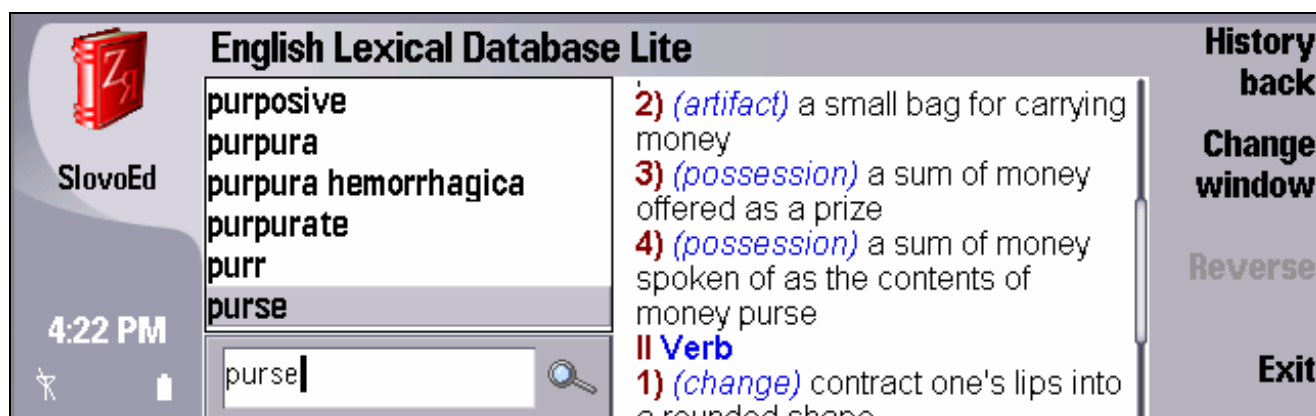 English Lexical Database Lite
SlovoEd
4:22 PM
purposive
purpura
purpura hemorrhagica
purpurate
purr
purse
purse
2) (artifact) a small bag for carrying
money
3) (possession) a sum of money
offered as a prize
4) (possession) a sum of money
spoken of as the contents of
money purse
II Verb
1) (change) contract one's lips into
a rounded shape
History
back
Change
window
Reverse
Exit